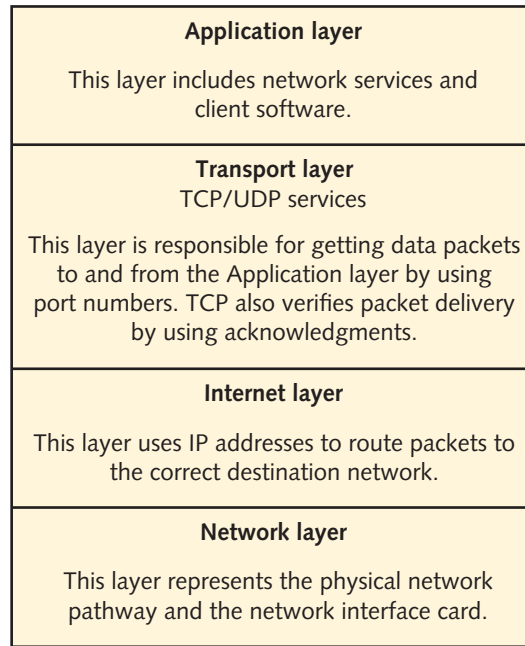 Application layer
This layer includes network services and
client software.
Transport layer
TCP/UDP services
This layer is responsible for getting data packets
to and from the Application layer by using
port numbers. TCP also verifies packet delivery
by using acknowledgments.
Internet layer
This layer uses IP addresses to route packets to
the correct destination network.
Network layer
This layer represents the physical network
pathway and the network interface card.